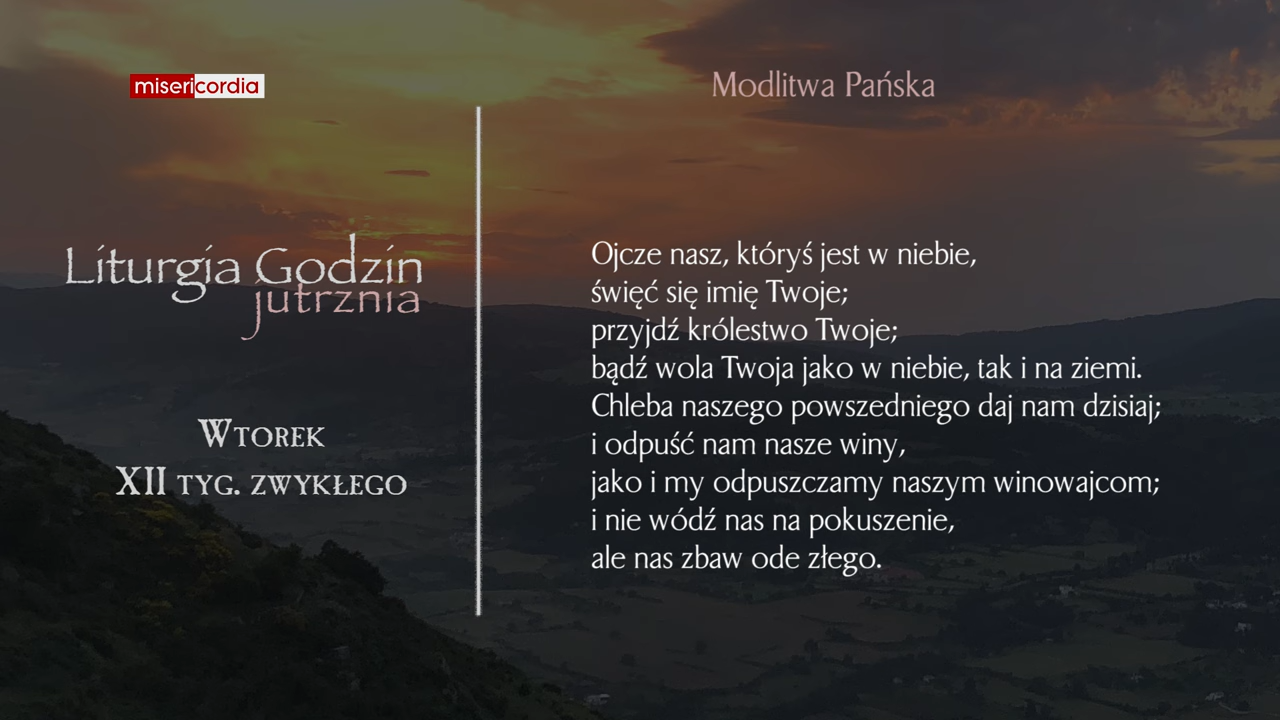 misericordia
Modlitwa Pańska
Liturgia Godzin
jutrznia
Wtorek
XII tyg. zwykłego
Ojcze nasz, któryś jest w niebie,
święć się imię Twoje;
przyjdź królestwo Twoje;
bądź wola Twoja jako w niebie, tak i na ziemi.
Chleba naszego powszedniego daj nam dzisiaj;
i odpuść nam nasze winy,
jako i my odpuszczamy naszym winowajcom;
i nie wódź nas na pokuszenie,
ale nas zbaw ode złego.